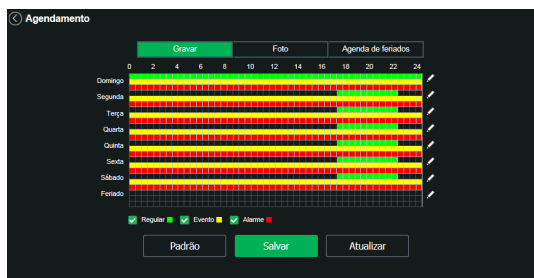 Agendamento
Gravar Foto Agenda de feriados
0 2 4 6 8 10 12 14 16 18 20 22 24
Domingo
Segunda
Terça
Quarta
Quinta
Sexta
Sábado
Feriado
Regular Evento Alarme
Padrão Salvar Atualizar